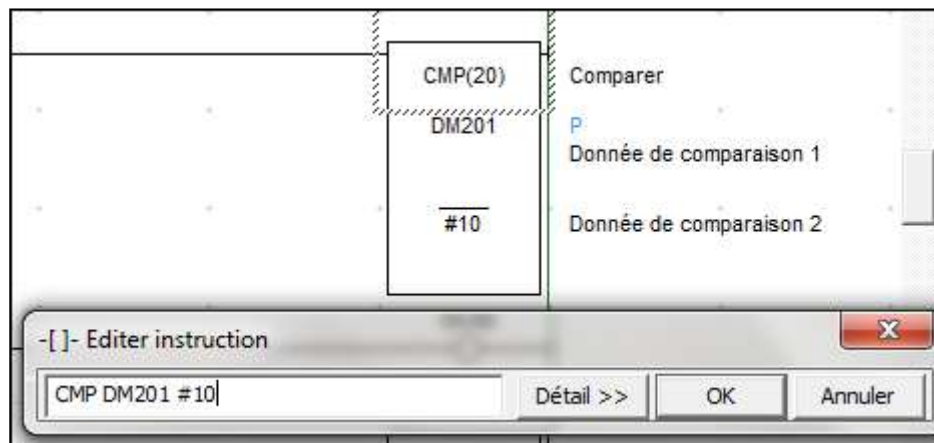 CMP(20) Comparer
DM201 P
Donnée de comparaison 1
#10 Donnée de comparaison 2
-[ ]- Editer instruction
CMP DM201 #10 Détail >> OK Annuler